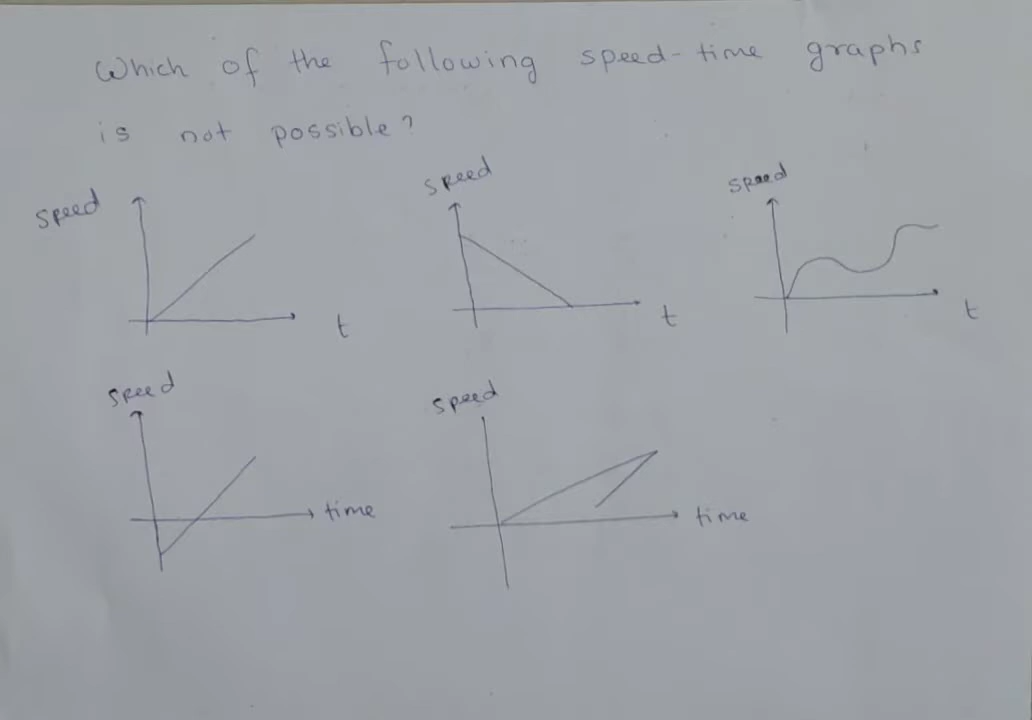 Which of the following speed-time graphs
is not possible?
speed
t
speed
t
speed
t
speed
time
speed
time